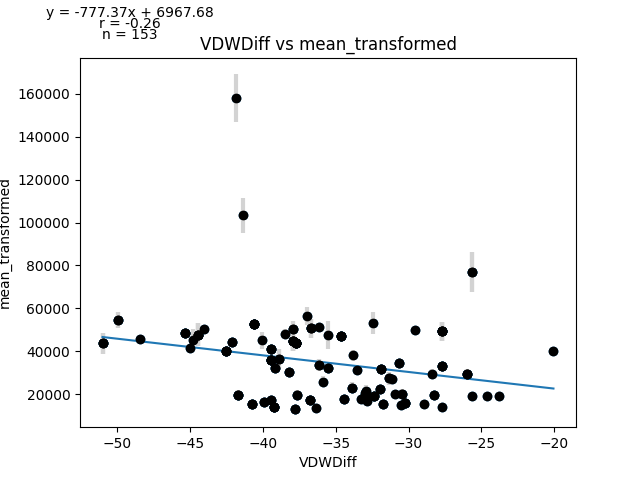 y = -777.37x + 6967.68
r = -0.26
n = 153
VDWDiff vs mean_transformed
mean_transformed
160000
140000
120000
100000
80000
60000
40000
20000
−50
−45
−40
−35
−30
−25
−20
VDWDiff